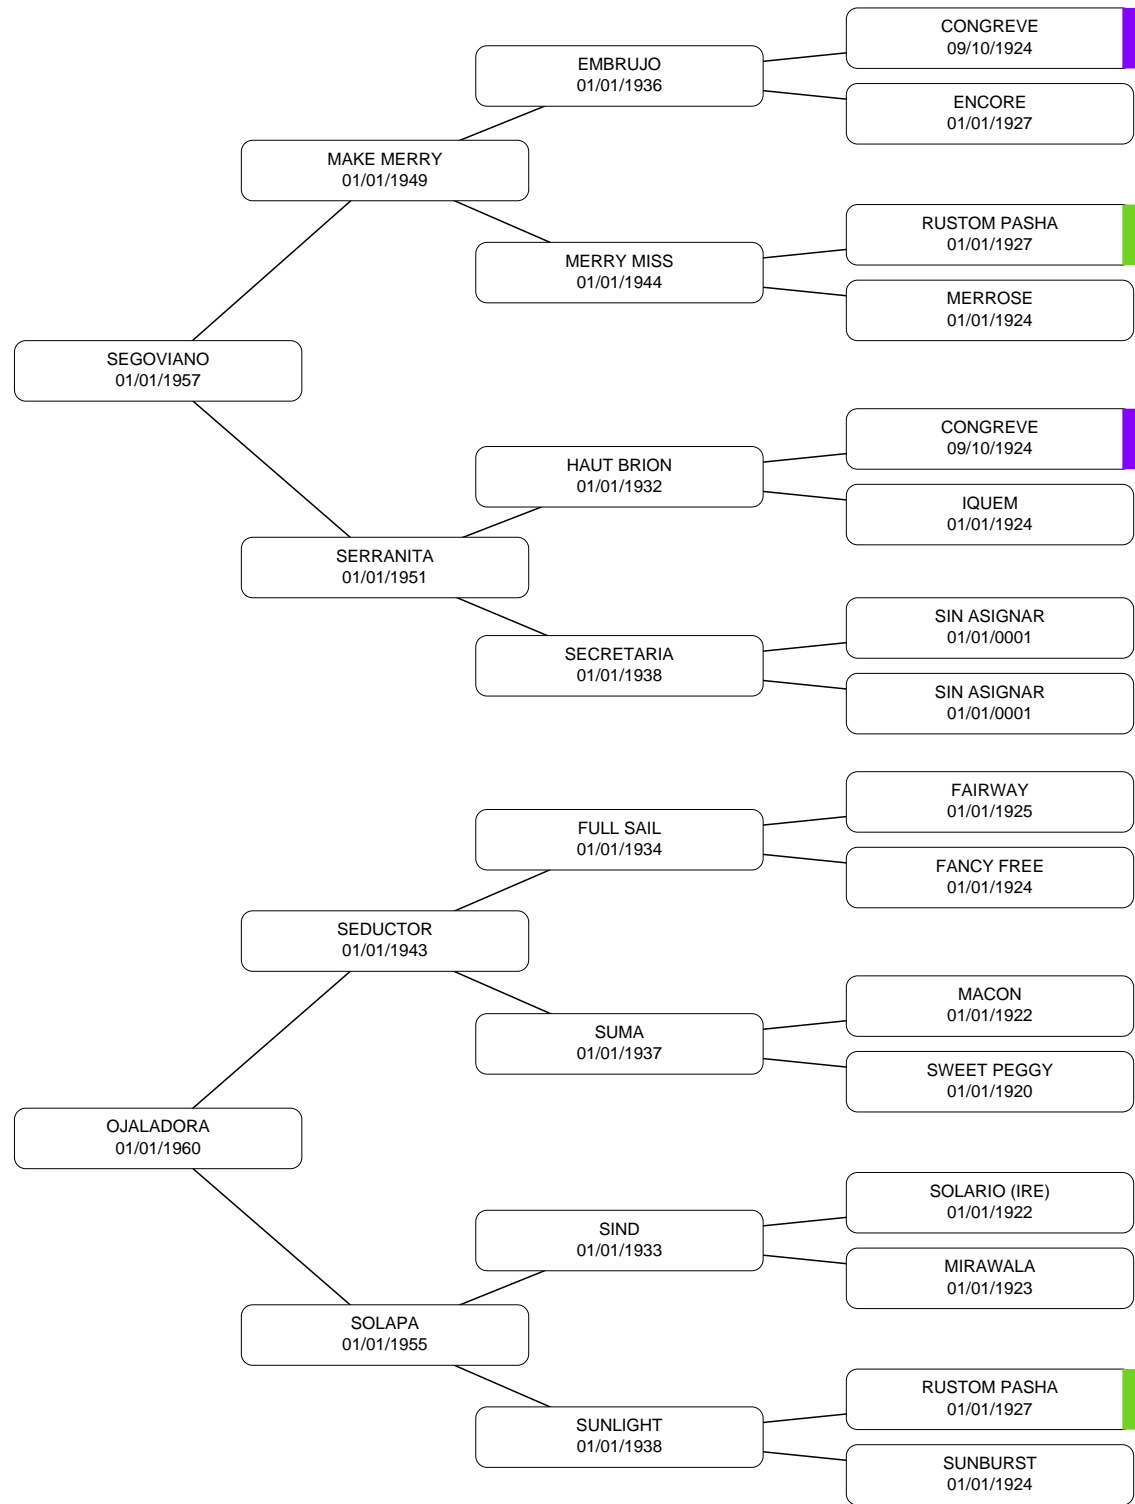 CONGREVE
09/10/1924
EMBRUJO
01/01/1936
ENCORE
01/01/1927
MAKE MERRY
01/01/1949
RUSTOM PASHA
01/01/1927
MERRY MISS
01/01/1944
MERROSE
01/01/1924
SEGOVIANO
01/01/1957
CONGREVE
09/10/1924
HAUT BRION
01/01/1932
IQUEM
01/01/1924
SERRANITA
01/01/1951
SIN ASIGNAR
01/01/0001
SECRETARIA
01/01/1938
SIN ASIGNAR
01/01/0001
FAIRWAY
01/01/1925
FULL SAIL
01/01/1934
FANCY FREE
01/01/1924
SEDUCTOR
01/01/1943
MACON
01/01/1922
SUMA
01/01/1937
SWEET PEGGY
01/01/1920
OJALADORA
01/01/1960
SOLARIO (IRE)
01/01/1922
SIND
01/01/1933
MIRAWALA
01/01/1923
SOLAPA
01/01/1955
RUSTOM PASHA
01/01/1927
SUNLIGHT
01/01/1938
SUNBURST
01/01/1924